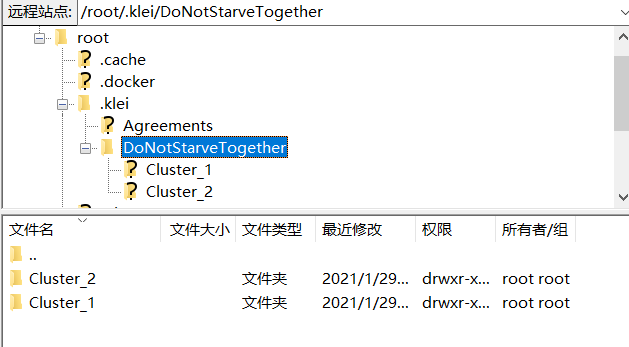 远程站点: /root/.klei/DoNotStarveTogether
root
.cache
.docker
.klei
Agreements
DoNotStarveTogether
Cluster_1
Cluster_2
文件名 文件大小 文件类型 最近修改 权限 所有者/组
..
Cluster_2 文件夹 2021/1/29... drwxr-x... root root
Cluster_1 文件夹 2021/1/29... drwxr-x... root root